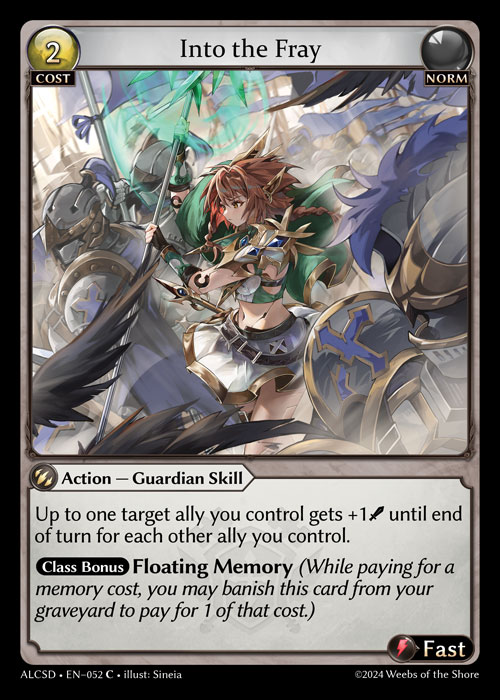 2
Into the Fray
COST
NORM
Action — Guardian Skill
Up to one target ally you control gets +1 until end
of turn for each other ally you control.
Class Bonus Floating Memory (While paying for a
memory cost, you may banish this card from your
graveyard to pay for 1 of that cost.)
Fast
ALCSD • EN–052 C • illust: Sineia
©2024 Weebs of the Shore